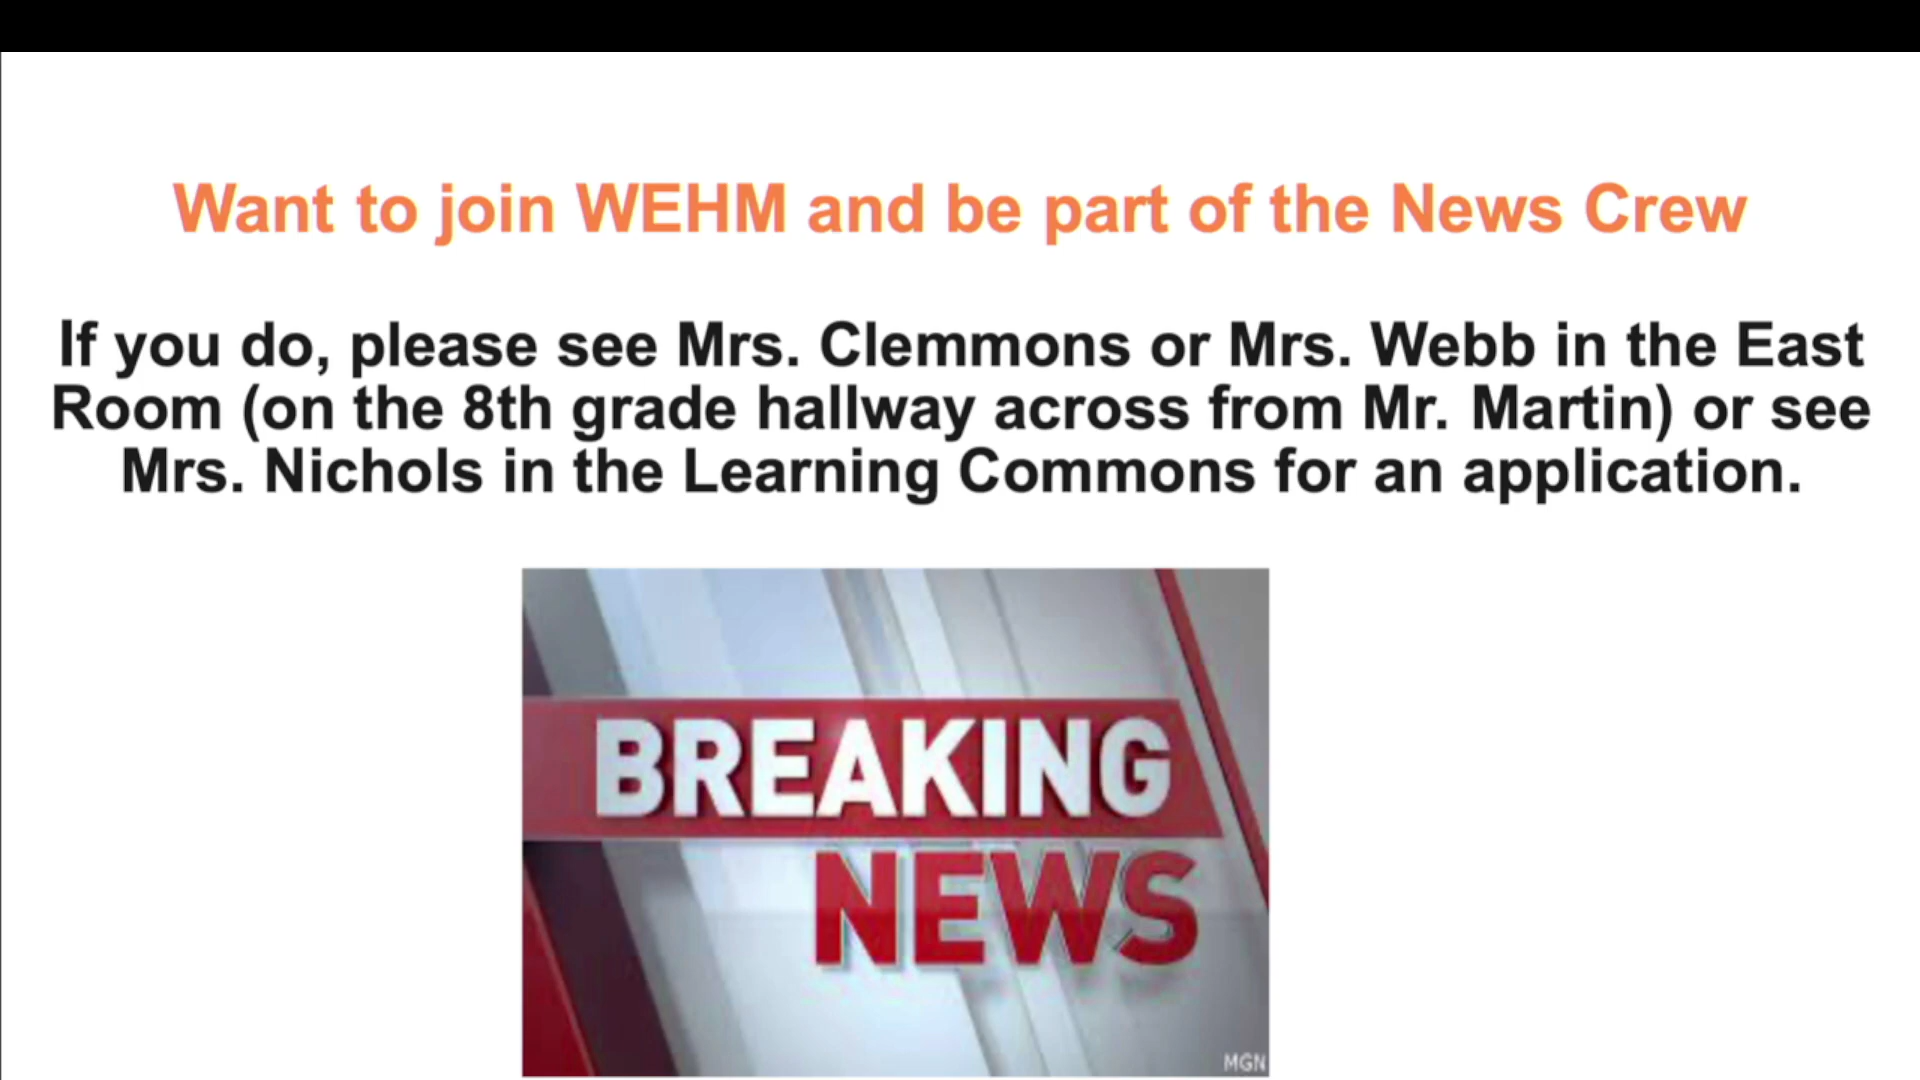 Want to join WEHM and be part of the News Crew
If you do, please see Mrs. Clemmons or Mrs. Webb in the East
Room (on the 8th grade hallway across from Mr. Martin) or see
Mrs. Nichols in the Learning Commons for an application.
BREAKING
NEWS
MGN